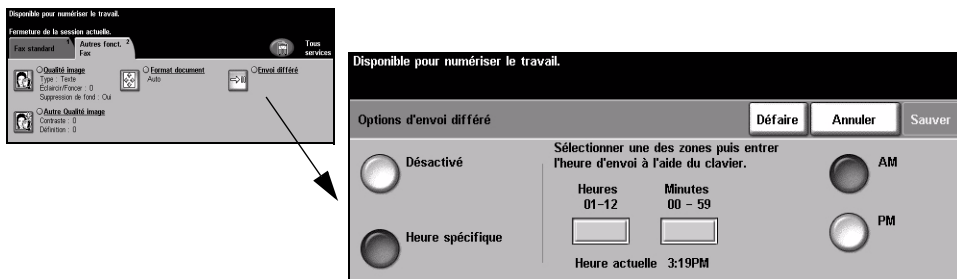 Disponible pour numériser le travail.
Fermeture de la session actuelle.
Fax standard 1
Autres fonct. 2
Fax
Tous
services
Qualité image
Type : Texte
Eclaircir/Foncer : 0
Suppression de fond : Oui
Format document
Auto
Envoi différé
Autre Qualité image
Contraste : 0
Définition : 0
Disponible pour numériser le travail.
Options d'envoi différé
Défaire
Annuler
Sauver
Désactivé
Heure spécifique
Sélectionner une des zones puis entrer
l'heure d'envoi à l'aide du clavier.
Heures Minutes
01-12 00 - 59
Heure actuelle 3:19PM
AM
PM